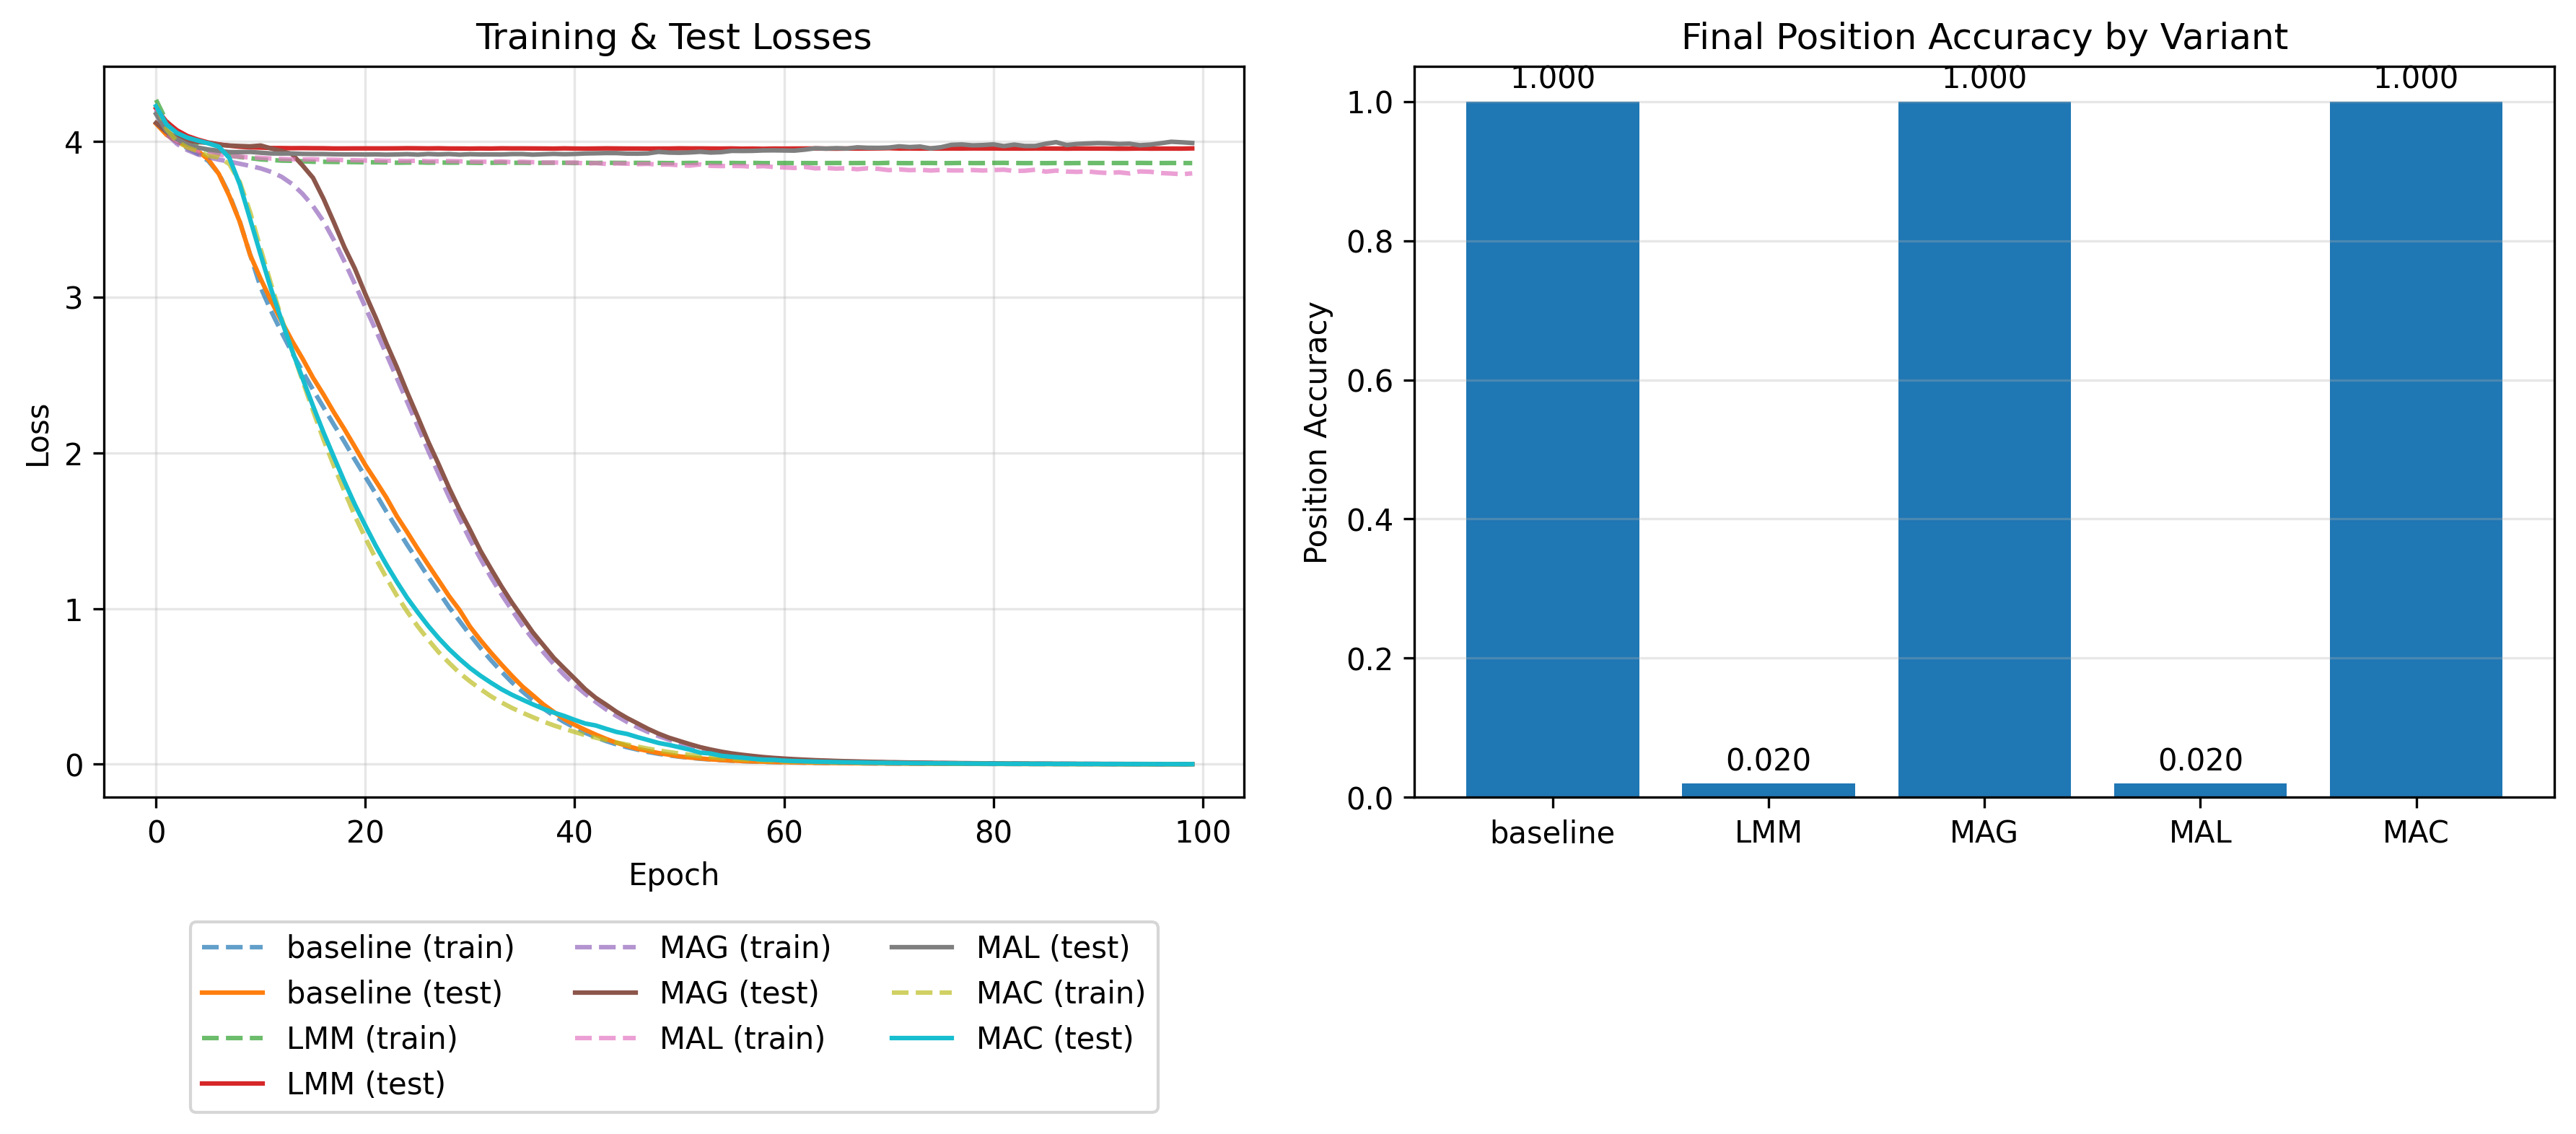 Training & Test Losses
4
3
2
1
0
Loss
0 20 40 60 80 100
Epoch
baseline (train)
baseline (test)
LMM (train)
LMM (test)
MAG (train)
MAG (test)
MAL (train)
MAL (test)
MAC (train)
MAC (test)
Final Position Accuracy by Variant
1.0
0.8
0.6
0.4
0.2
0.0
Position Accuracy
1.000 0.020 1.000 0.020 1.000
baseline LMM MAG MAL MAC